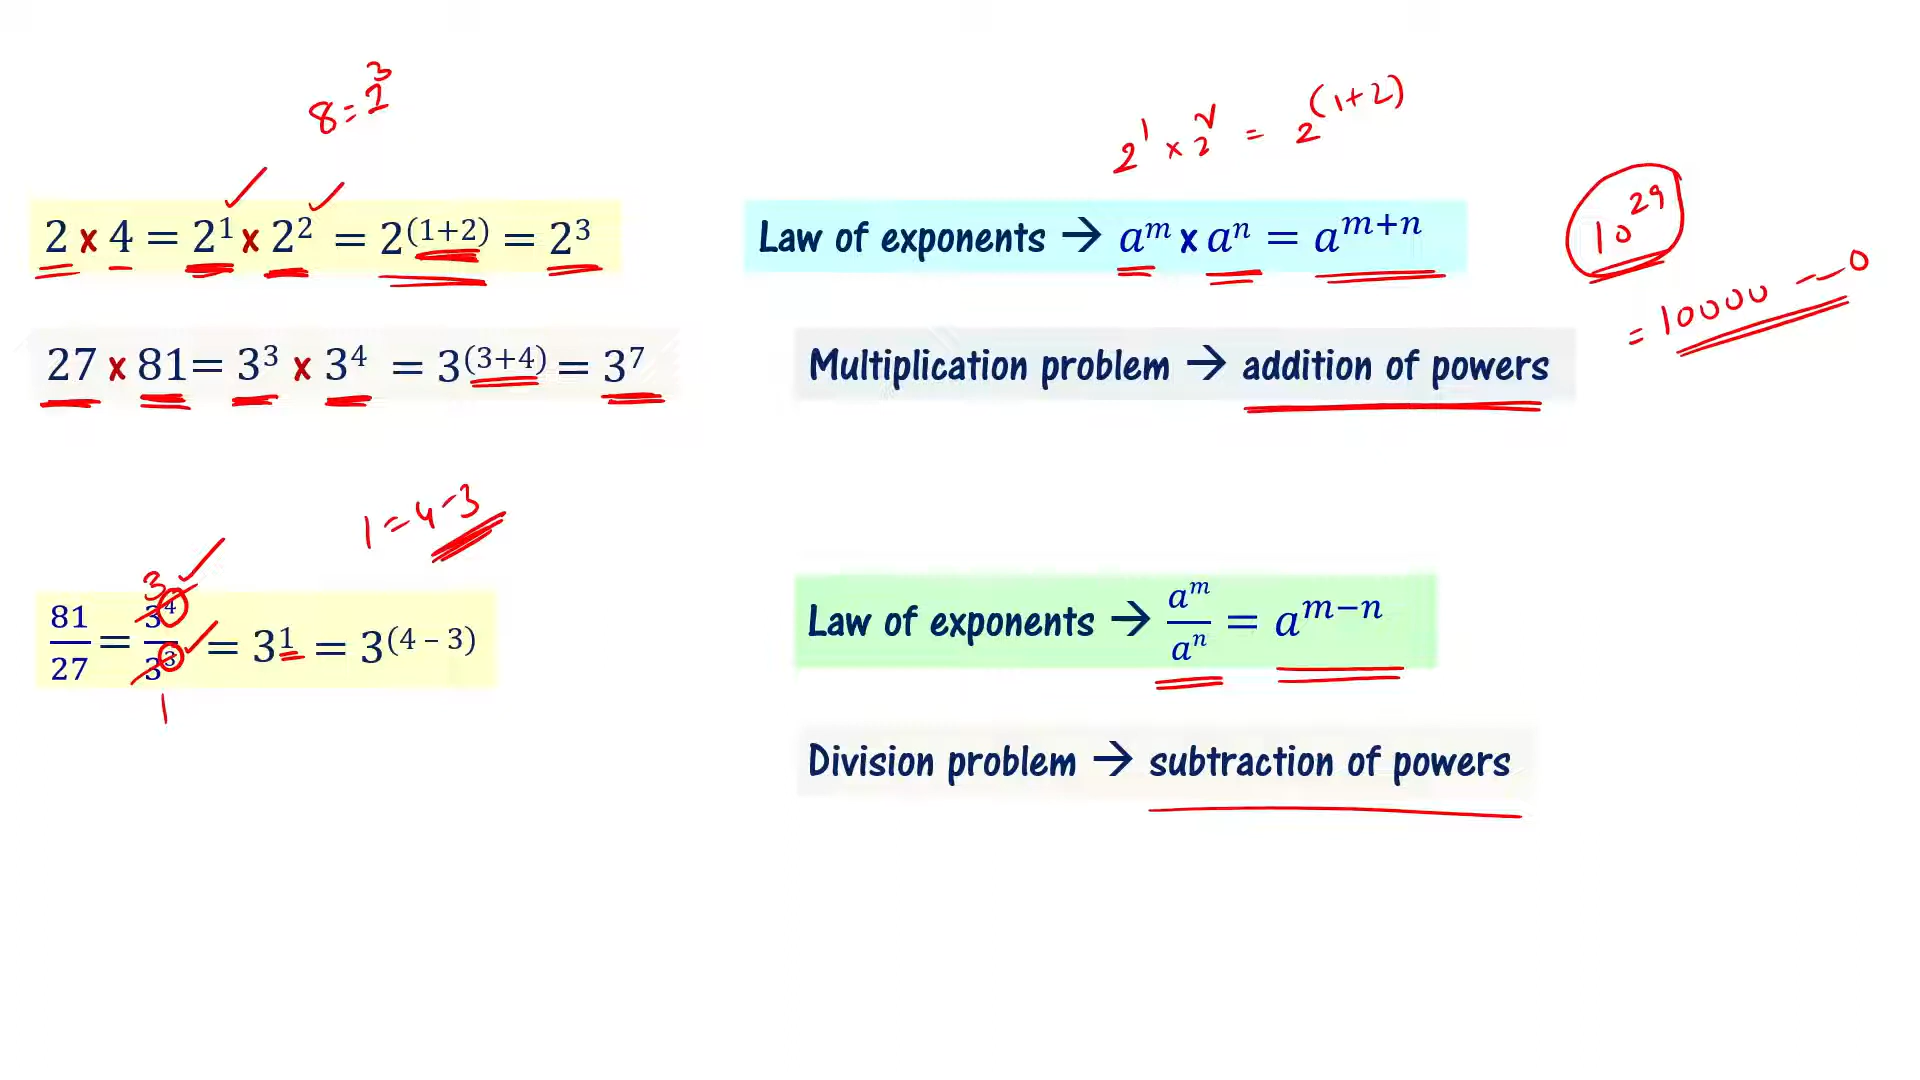 8 = 2³
2¹ x 2² = 2^(1+2)
2 x 4 = 2¹ x 2² = 2^(1+2) = 2³
Law of exponents → aᵐ x aⁿ = aᵐ⁺ⁿ
10²⁹
= 10000 -- 0
27 x 81= 3³ x 3⁴ = 3^(3+4) = 3⁷
Multiplication problem → addition of powers
1 = 4 - 3
3
81/27 = 3⁴/3³ = 3¹ = 3^(4 – 3)
1
Law of exponents → aᵐ/aⁿ = aᵐ⁻ⁿ
Division problem → subtraction of powers